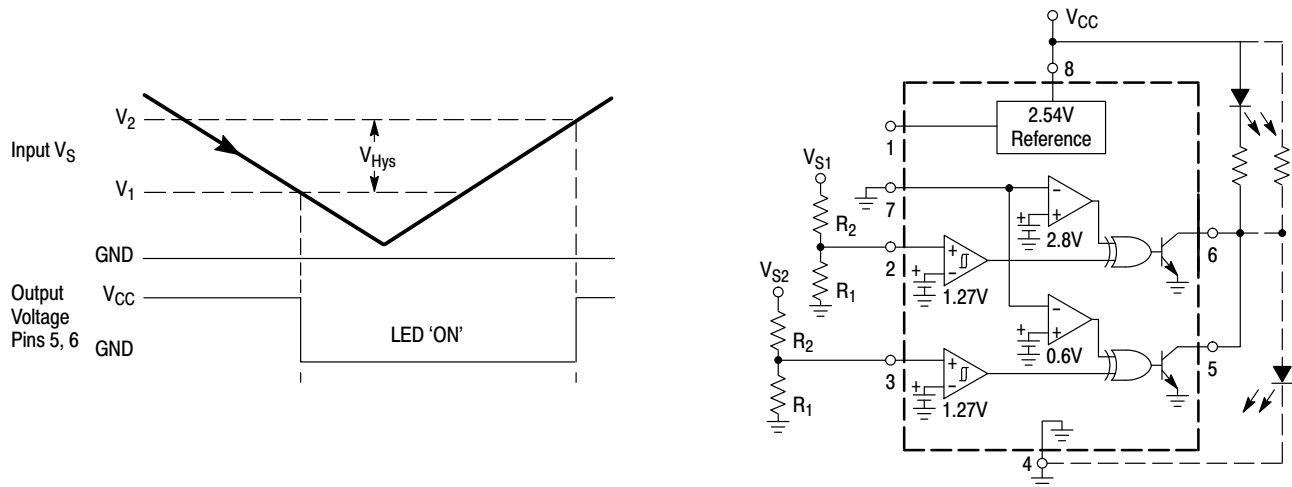 V2
Input VS
VHys
V1
GND
Output
Voltage
Pins 5, 6
VCC
GND
LED ‘ON’
VCC
8
2.54V
Reference
1
VS1
7
R2
2.8V
6
2
1.27V
R1
VS2
R2
0.6V
3
5
1.27V
R1
4